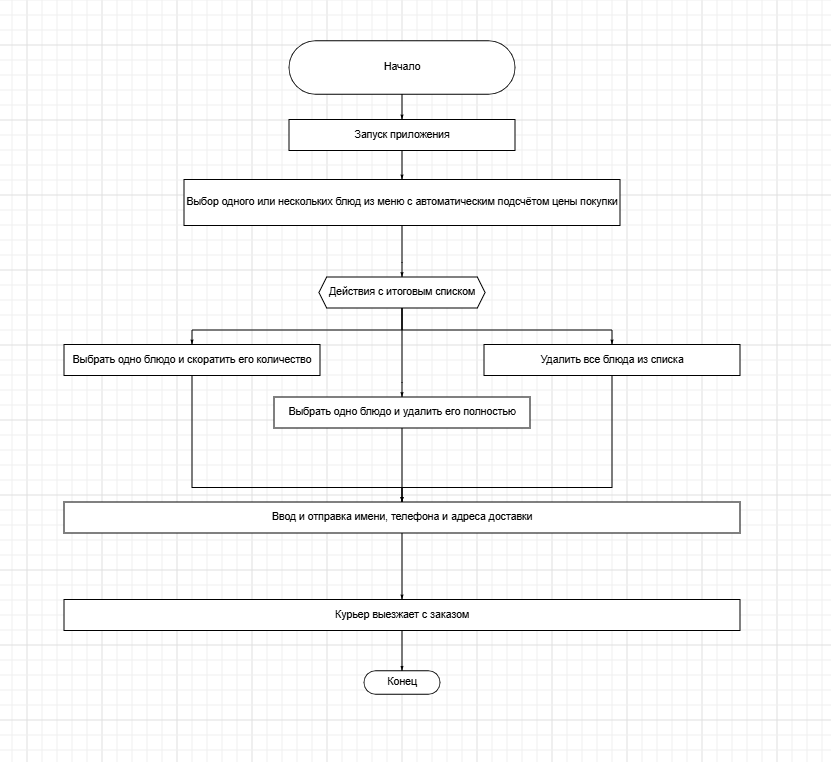 Начало
Запуск приложения
Выбор одного или нескольких блюд из меню с автоматическим подсчётом цены покупки
Действия с итоговым списком
Выбрать одно блюдо и скоратить его количество
Удалить все блюда из списка
Выбрать одно блюдо и удалить его полностью
Ввод и отправка имени, телефона и адреса доставки
Курьер выезжает с заказом
Конец